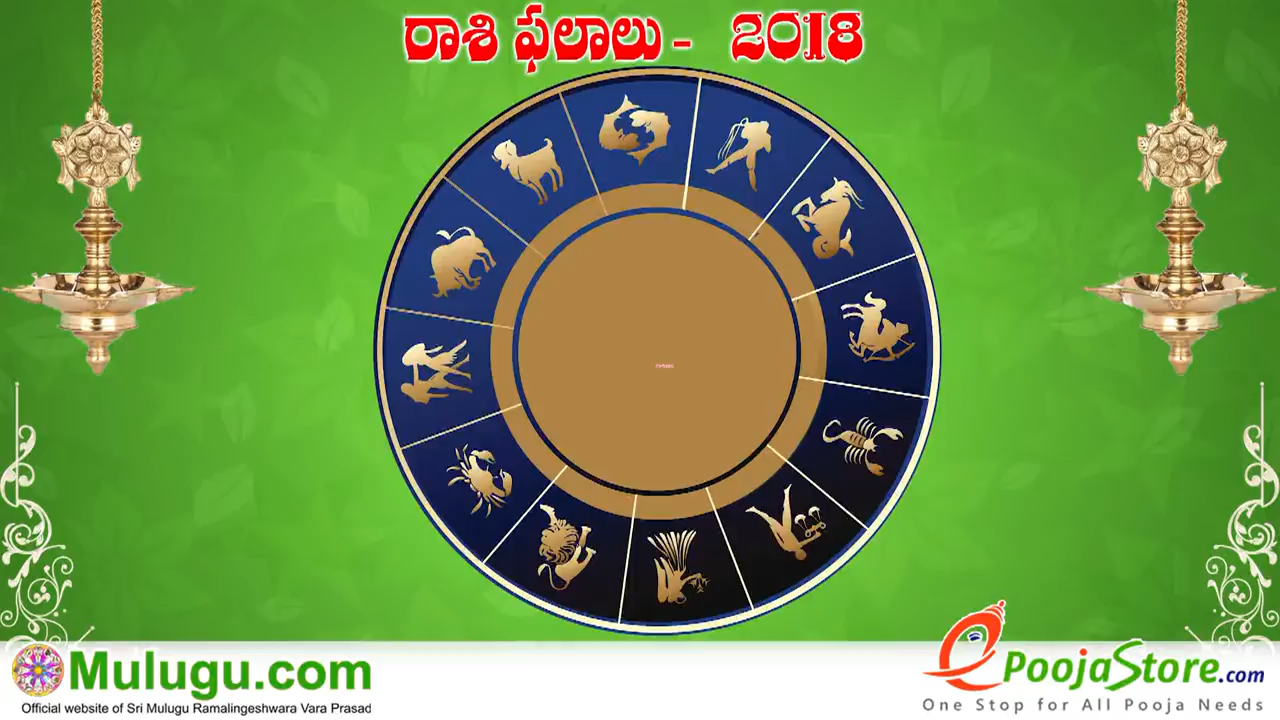 రాశి ఫలాలు - 2018
Mulugu.com
Official website of Sri Mulugu Ramalingeshwara Vara Prasad
ePoojaStore.com
One Stop for All Pooja Needs